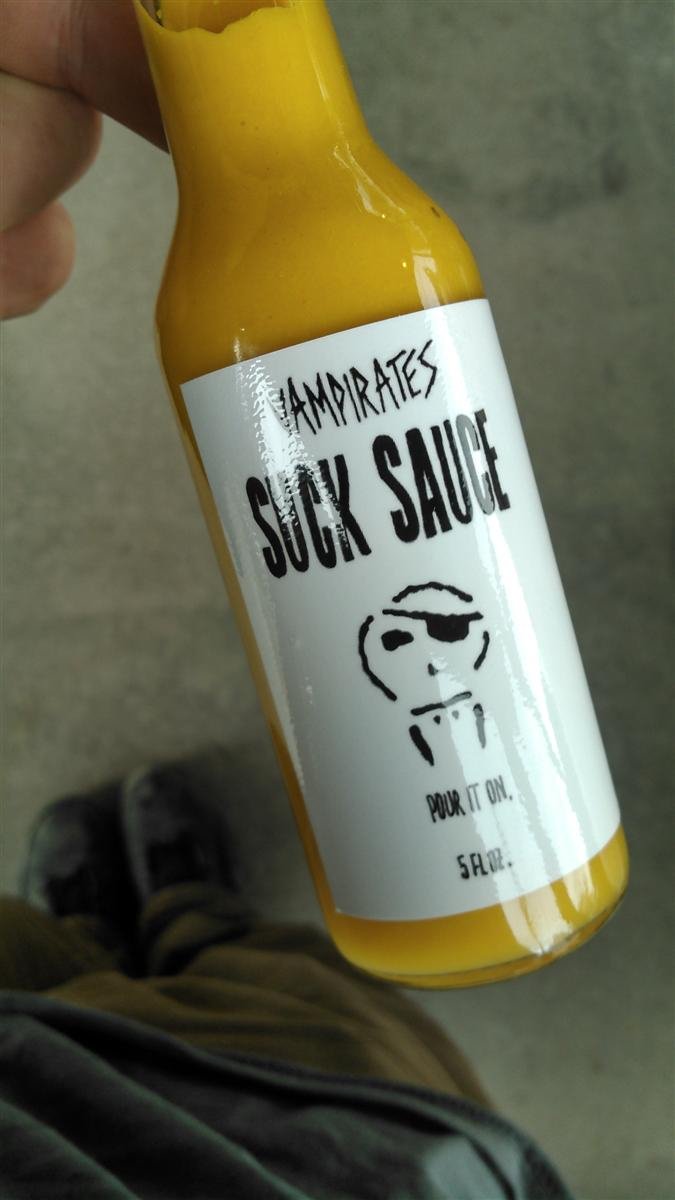 VAMPIRATES
SUCK SAUCE
POUR IT ON.
5 FL OZ.